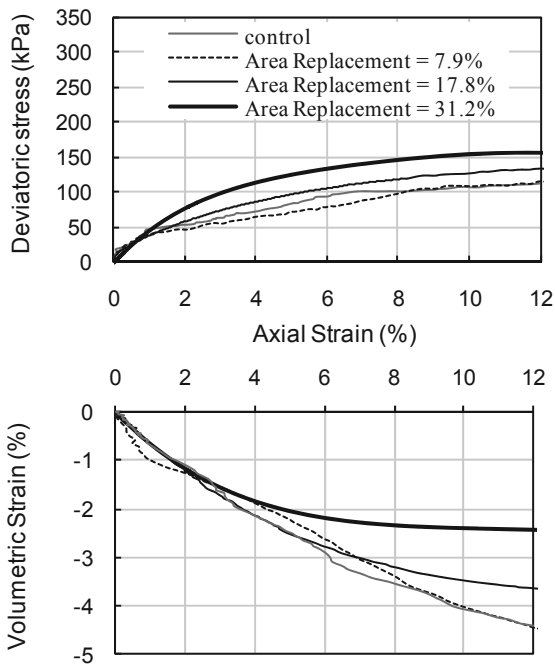 350
300
250
200
150
100
50
0
Deviatoric stress (kPa)
control
Area Replacement = 7.9%
Area Replacement = 17.8%
Area Replacement = 31.2%
0 2 4 6 8 10 12
Axial Strain (%)
0 2 4 6 8 10 12
0
-1
-2
-3
-4
-5
Volumetric Strain (%)